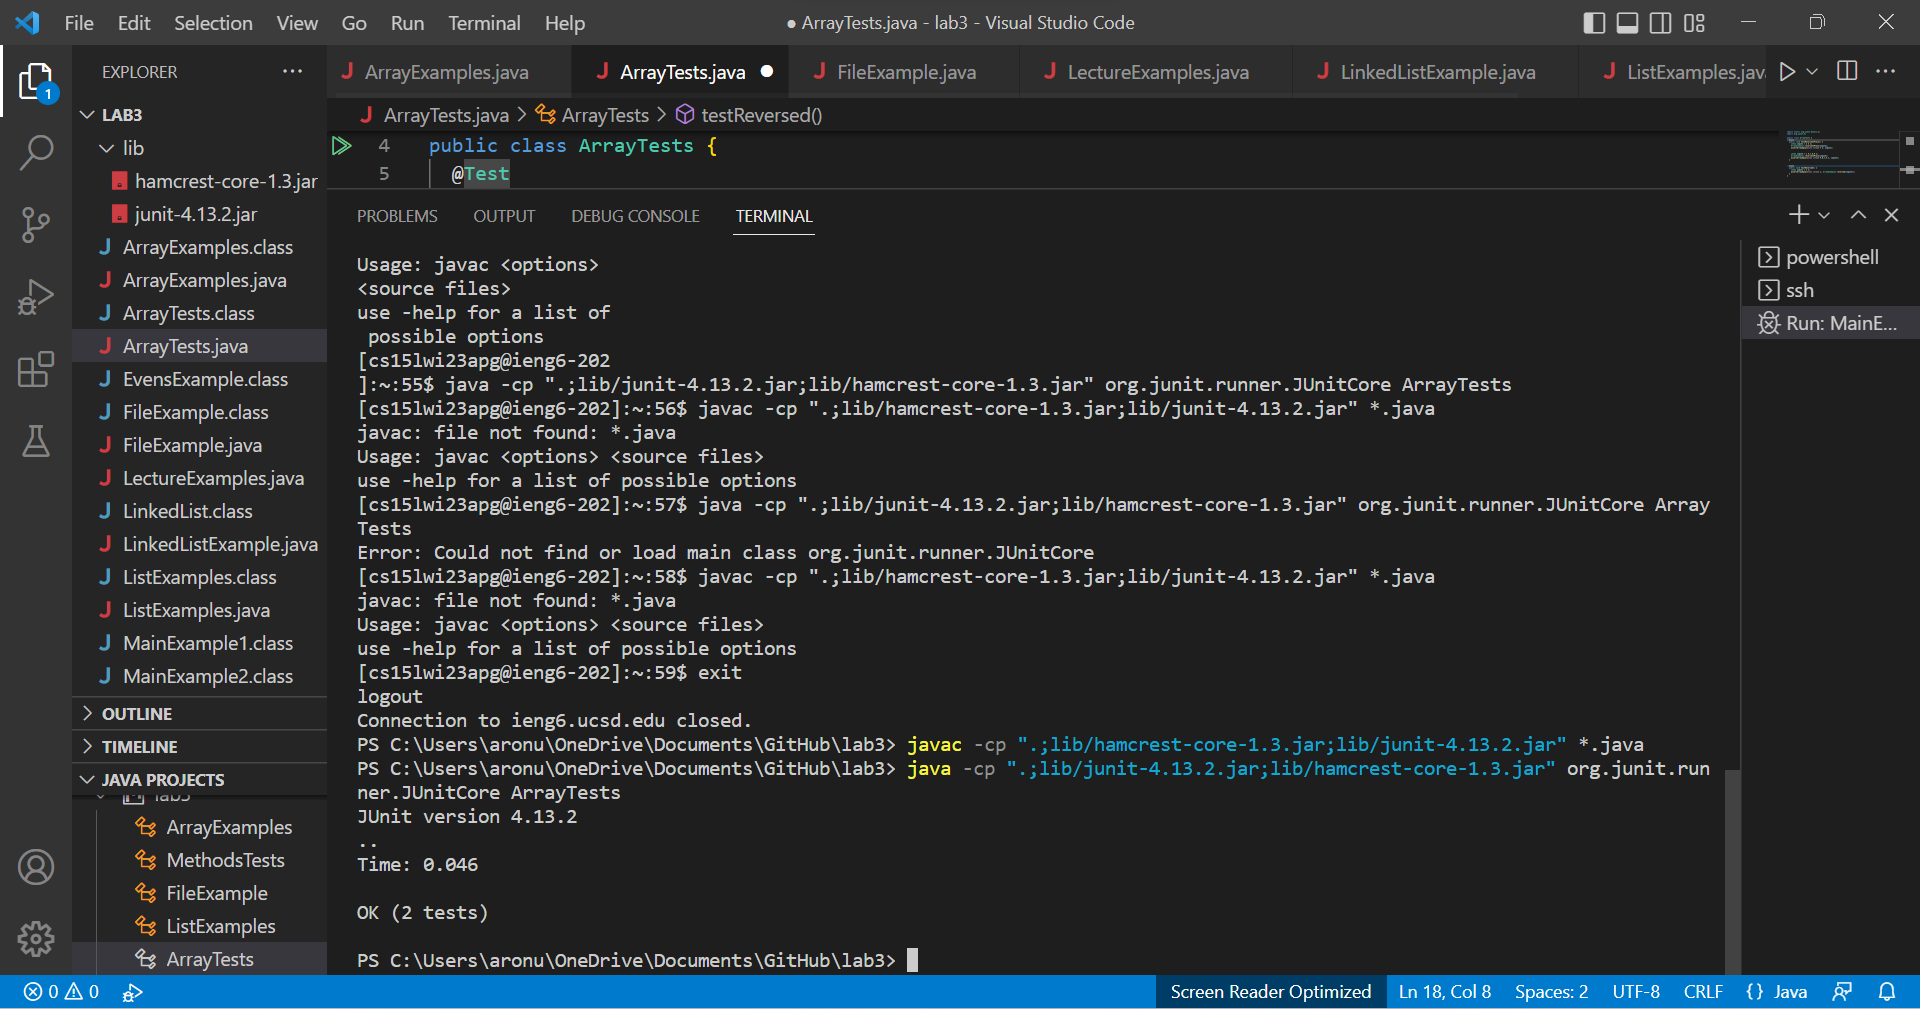 File Edit Selection View Go Run Terminal Help
● ArrayTests.java - lab3 - Visual Studio Code
EXPLORER
ArrayExamples.java
ArrayTests.java
FileExample.java
LectureExamples.java
LinkedListExample.java
ListExamples.jav
1
LAB3
lib
hamcrest-core-1.3.jar
junit-4.13.2.jar
ArrayExamples.class
ArrayExamples.java
ArrayTests.class
ArrayTests.java
EvensExample.class
FileExample.class
FileExample.java
LectureExamples.java
LinkedList.class
LinkedListExample.java
ListExamples.class
ListExamples.java
MainExample1.class
MainExample2.class
OUTLINE
TIMELINE
JAVA PROJECTS
lab3
ArrayExamples
MethodsTests
FileExample
ListExamples
ArrayTests
ArrayTests.java > ArrayTests > testReversed()
4 public class ArrayTests {
5 @Test
PROBLEMS OUTPUT DEBUG CONSOLE TERMINAL
Usage: javac <options>
<source files>
use -help for a list of
possible options
[cs15lwi23apg@ieng6-202
]:~:55$ java -cp ".;lib/junit-4.13.2.jar;lib/hamcrest-core-1.3.jar" org.junit.runner.JUnitCore ArrayTests
[cs15lwi23apg@ieng6-202]:~:56$ javac -cp ".;lib/hamcrest-core-1.3.jar;lib/junit-4.13.2.jar" *.java
javac: file not found: *.java
Usage: javac <options> <source files>
use -help for a list of possible options
[cs15lwi23apg@ieng6-202]:~:57$ java -cp ".;lib/junit-4.13.2.jar;lib/hamcrest-core-1.3.jar" org.junit.runner.JUnitCore Array
Tests
Error: Could not find or load main class org.junit.runner.JUnitCore
[cs15lwi23apg@ieng6-202]:~:58$ javac -cp ".;lib/hamcrest-core-1.3.jar;lib/junit-4.13.2.jar" *.java
javac: file not found: *.java
Usage: javac <options> <source files>
use -help for a list of possible options
[cs15lwi23apg@ieng6-202]:~:59$ exit
logout
Connection to ieng6.ucsd.edu closed.
PS C:\Users\aronu\OneDrive\Documents\GitHub\lab3> javac -cp ".;lib/hamcrest-core-1.3.jar;lib/junit-4.13.2.jar" *.java
PS C:\Users\aronu\OneDrive\Documents\GitHub\lab3> java -cp ".;lib/junit-4.13.2.jar;lib/hamcrest-core-1.3.jar" org.junit.run
ner.JUnitCore ArrayTests
JUnit version 4.13.2
..
Time: 0.046
OK (2 tests)
PS C:\Users\aronu\OneDrive\Documents\GitHub\lab3>
powershell
ssh
Run: MainE...
0 0
Screen Reader Optimized Ln 18, Col 8 Spaces: 2 UTF-8 CRLF {} Java